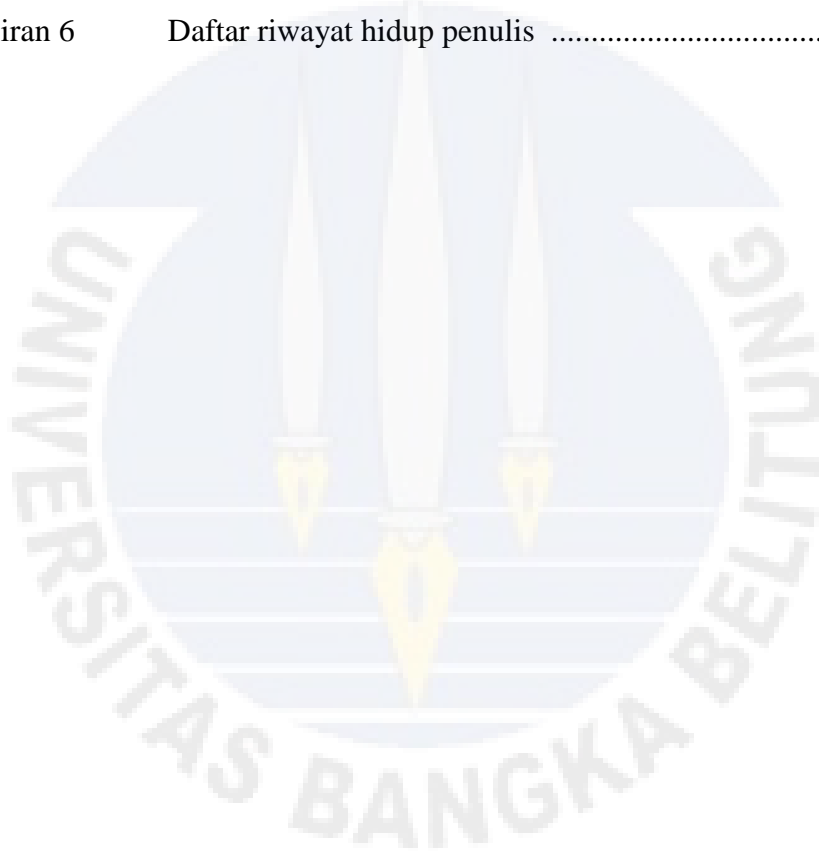 iran 6 Daftar riwayat hidup penulis ..................................
UNIVERSITAS BANGKA BELITUNG